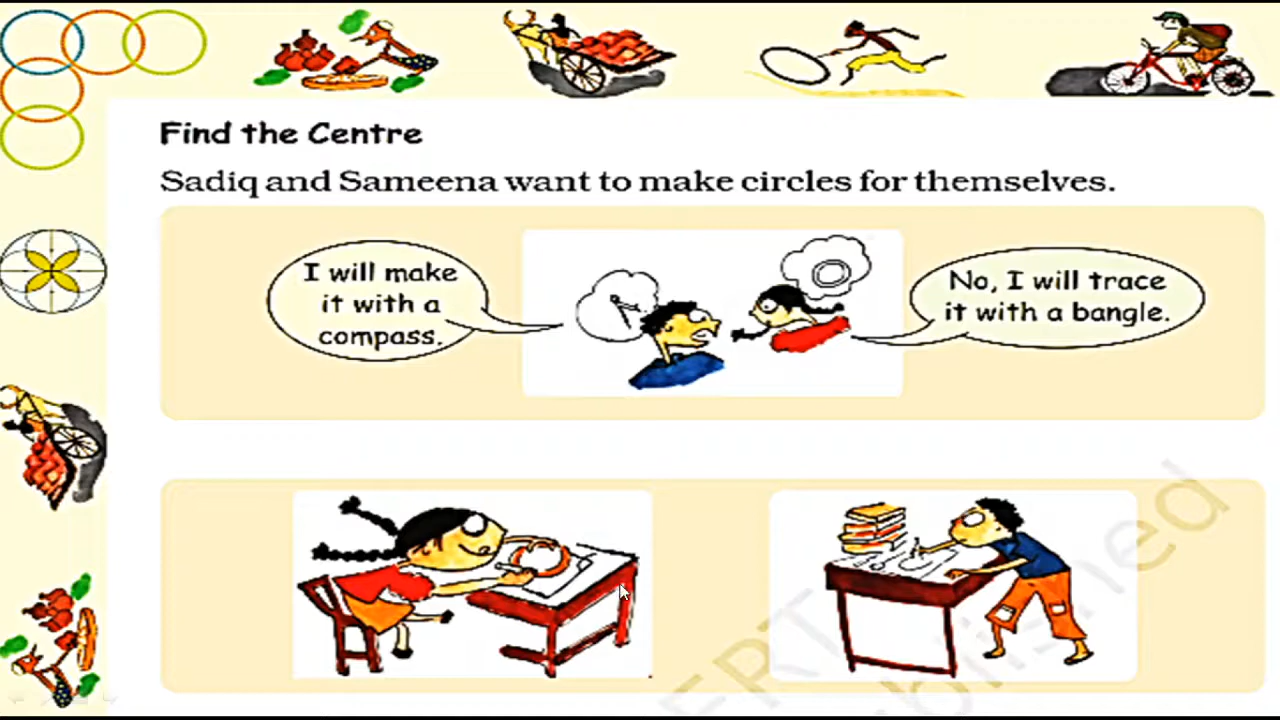 Find the Centre
Sadiq and Sameena want to make circles for themselves.
I will make
it with a
compass.
No, I will trace
it with a bangle.